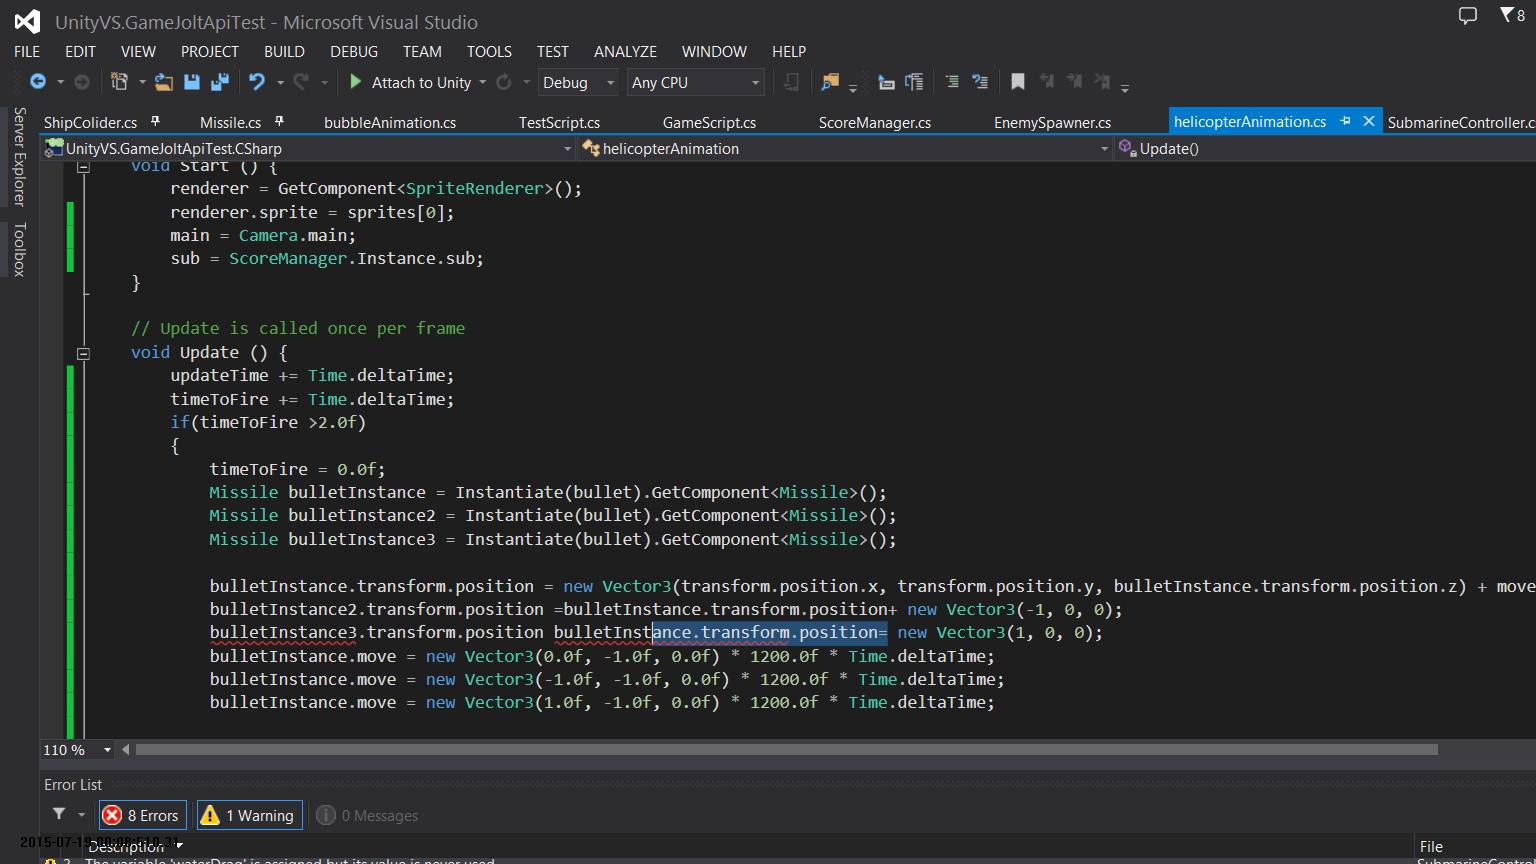 UnityVS.GameJoltApiTest - Microsoft Visual Studio
8
FILE EDIT VIEW PROJECT BUILD DEBUG TEAM TOOLS TEST ANALYZE WINDOW HELP
Attach to Unity Debug Any CPU
Server Explorer
Toolbox
ShipColider.cs Missile.cs bubbleAnimation.cs TestScript.cs GameScript.cs ScoreManager.cs EnemySpawner.cs helicopterAnimation.cs SubmarineController.cs
UnityVS.GameJoltApiTest.CSharp helicopterAnimation Update()
void Start () {
renderer = GetComponent<SpriteRenderer>();
renderer.sprite = sprites[0];
main = Camera.main;
sub = ScoreManager.Instance.sub;
}
// Update is called once per frame
void Update () {
updateTime += Time.deltaTime;
timeToFire += Time.deltaTime;
if(timeToFire >2.0f)
{
timeToFire = 0.0f;
Missile bulletInstance = Instantiate(bullet).GetComponent<Missile>();
Missile bulletInstance2 = Instantiate(bullet).GetComponent<Missile>();
Missile bulletInstance3 = Instantiate(bullet).GetComponent<Missile>();
bulletInstance.transform.position = new Vector3(transform.position.x, transform.position.y, bulletInstance.transform.position.z) + move
bulletInstance2.transform.position =bulletInstance.transform.position+ new Vector3(-1, 0, 0);
bulletInstance3.transform.position bulletInstance.transform.position= new Vector3(1, 0, 0);
bulletInstance.move = new Vector3(0.0f, -1.0f, 0.0f) * 1200.0f * Time.deltaTime;
bulletInstance.move = new Vector3(-1.0f, -1.0f, 0.0f) * 1200.0f * Time.deltaTime;
bulletInstance.move = new Vector3(1.0f, -1.0f, 0.0f) * 1200.0f * Time.deltaTime;
110 %
Error List
8 Errors 1 Warning 0 Messages
Description File
The variable 'waterDrag' is assigned but its value is never used